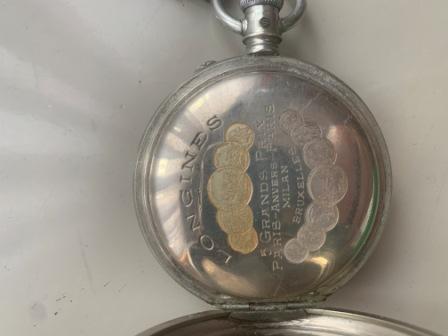 LONGINES
5 GRANDS PRIX
PARIS-ANVERS-PARIS
MILAN
BRUXELLES